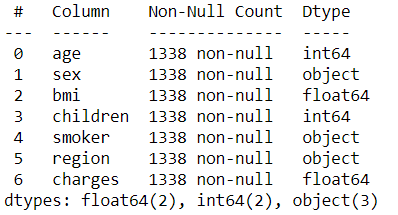 #   Column    Non-Null Count  Dtype
---  ------    --------------  -----
 0   age       1338 non-null   int64
 1   sex       1338 non-null   object
 2   bmi       1338 non-null   float64
 3   children  1338 non-null   int64
 4   smoker    1338 non-null   object
 5   region    1338 non-null   object
 6   charges   1338 non-null   float64
dtypes: float64(2), int64(2), object(3)